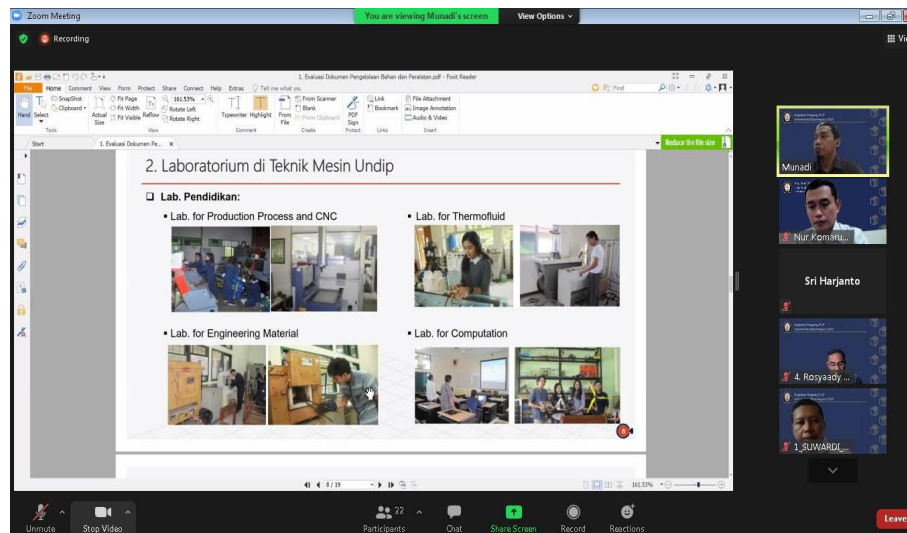 Zoom Meeting
You are viewing Munadi's screen
View Options
Recording
1. Evaluasi Dokumen Pengelolaan Bahan dan Peralatan.pdf - Foxit Reader
File Home Comment View Form Protect Share Connect Help Extras Tell me what you
Find
Hand
Select
SnapShot
Clipboard
Actual Size
Fit Page
Fit Width
Fit Visible
Reflow
161.53%
Rotate Left
Rotate Right
Typewriter
Highlight
From File
From Scanner
Blank
From Clipboard
PDF Sign
Link
Bookmark
File Attachment
Image Annotation
Audio & Video
Tools
View
Comment
Create
Protect
Links
Insert
Start
1. Evaluasi Dokumen Pe...
Reduce the file size
2. Laboratorium di Teknik Mesin Undip
Lab. Pendidikan:
Lab. for Production Process and CNC
Lab. for Thermofluid
Lab. for Engineering Material
Lab. for Computation
8
8 / 19
161.53%
Munadi
Nur Komaru...
Sri Harjanto
4. Rosyaady ...
1_SUWARDI_...
Unmute
Stop Video
22
Participants
Chat
Share Screen
Record
Reactions
Leave